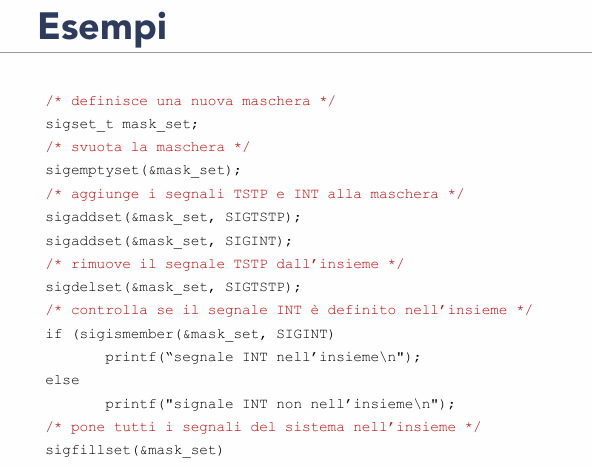 Esempi
/* definisce una nuova maschera */
sigset_t mask_set;
/* svuota la maschera */
sigemptyset(&mask_set);
/* aggiunge i segnali TSTP e INT alla maschera */
sigaddset(&mask_set, SIGTSTP);
sigaddset(&mask_set, SIGINT);
/* rimuove il segnale TSTP dall’insieme */
sigdelset(&mask_set, SIGTSTP);
/* controlla se il segnale INT è definito nell’insieme */
if (sigismember(&mask_set, SIGINT)
printf(“segnale INT nell’insieme\n");
else
printf("signale INT non nell’insieme\n");
/* pone tutti i segnali del sistema nell’insieme */
sigfillset(&mask_set)